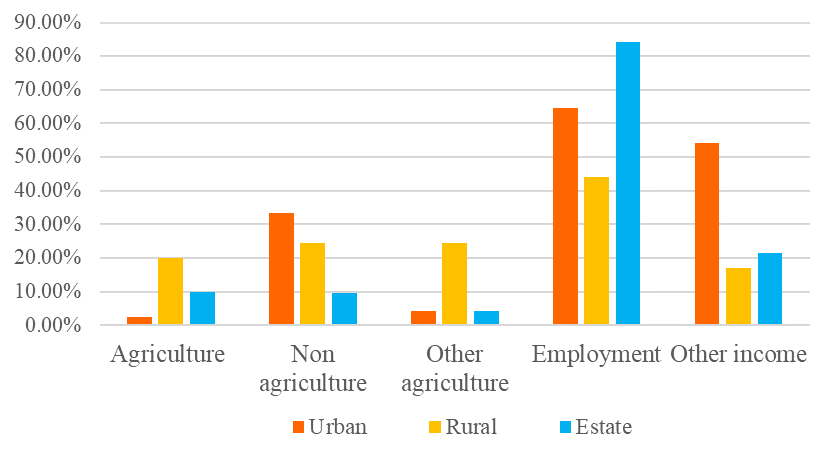 90.00%
80.00%
70.00%
60.00%
50.00%
40.00%
30.00%
20.00%
10.00%
0.00%
Agriculture
Non
agriculture
Other
agriculture
Employment
Other income
Urban
Rural
Estate